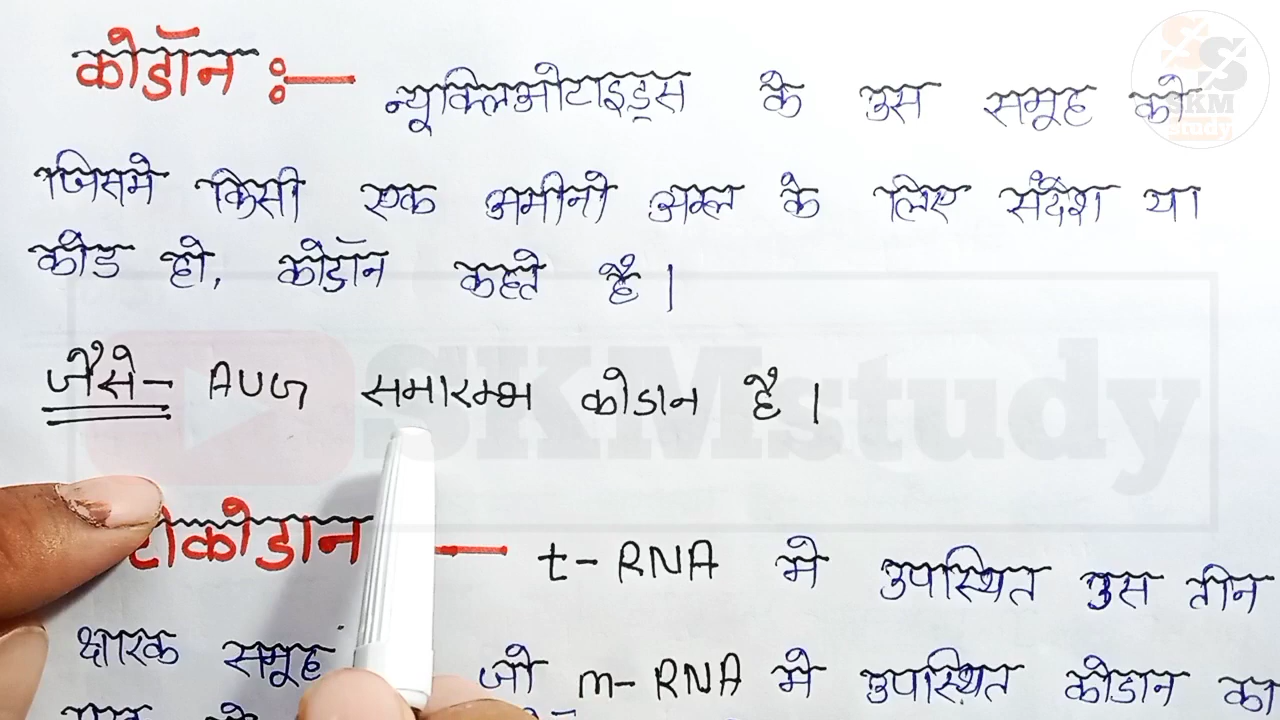 कोडॉन :— न्यूक्लिओटाइड्स के उस समूह को
जिसमे किसी एक अमीनो अम्ल के लिए संदेश या
कोड हो, कोडॉन कहते है।
जैसे- AUG समारम्भ कोडान है।
t-RNA मे उपस्थित उस तीन
क्षारक समूह जो m-RNA मे उपस्थित कोडान का
SKM
study
SKMstudy